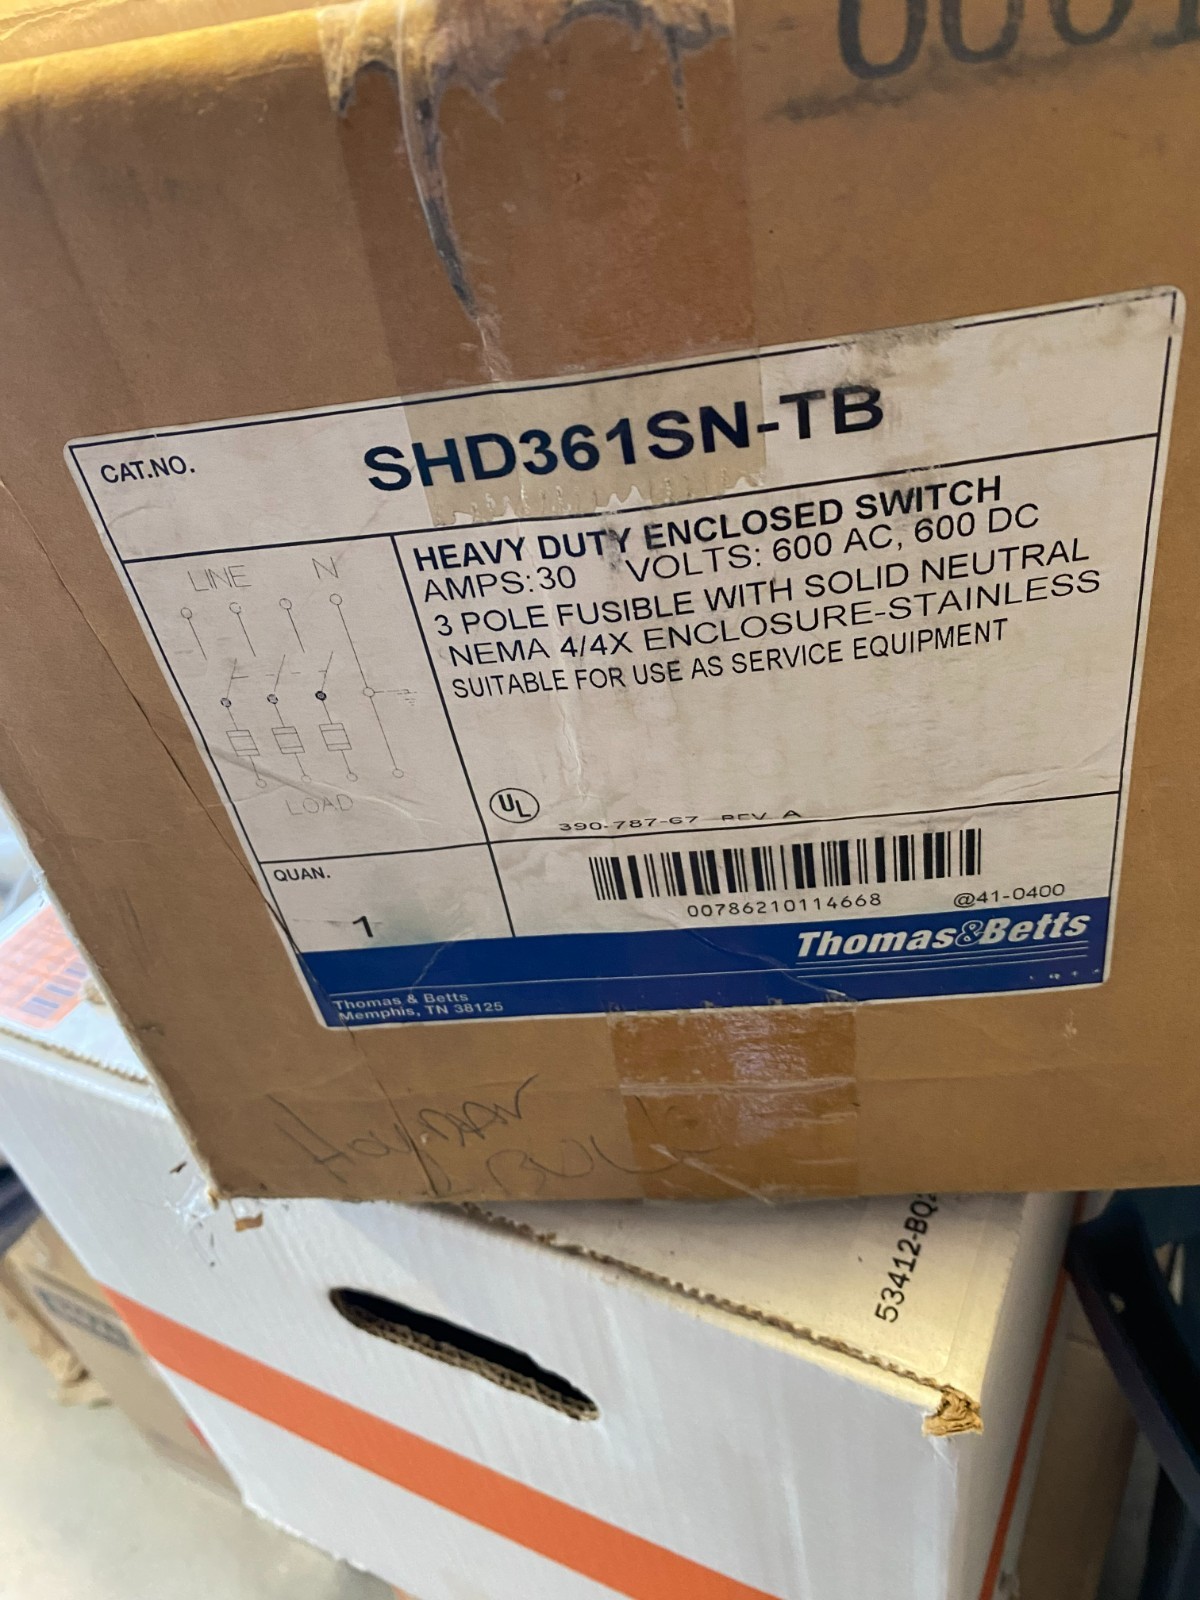 CAT.NO.
SHD361SN-TB
LINE N
HEAVY DUTY ENCLOSED SWITCH
AMPS: 30 VOLTS: 600 AC, 600 DC
3 POLE FUSIBLE WITH SOLID NEUTRAL
NEMA 4/4X ENCLOSURE-STAINLESS
SUITABLE FOR USE AS SERVICE EQUIPMENT
LOAD
UL
390-787-67 REV A
QUAN.
1
00786210114668
@41-0400
Thomas&Betts
Thomas & Betts
Memphis, TN 38125